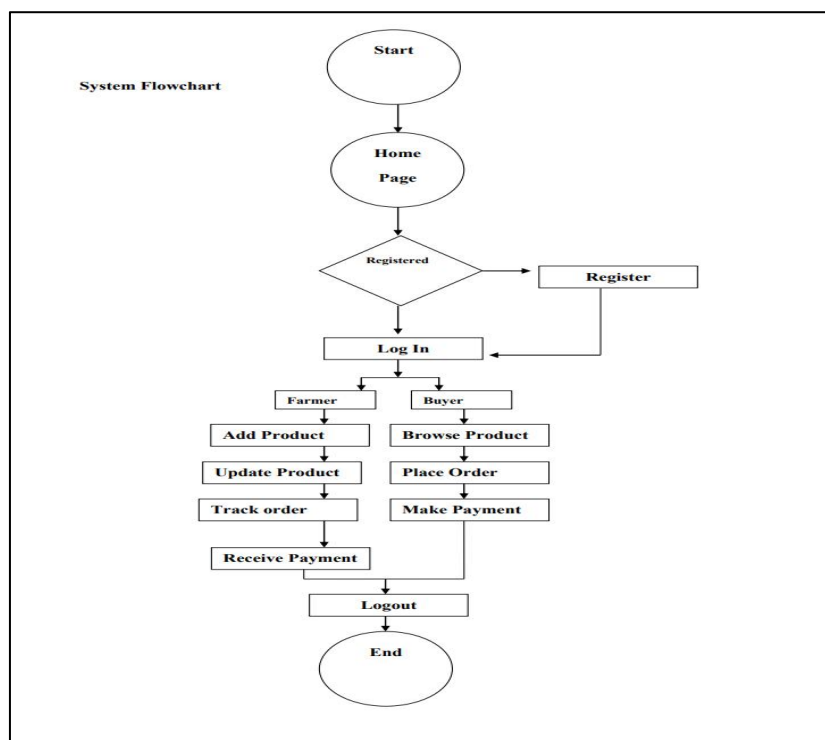 Start
System Flowchart
Home
Page
Registered
Register
Log In
Farmer
Buyer
Add Product
Browse Product
Update Product
Place Order
Track order
Make Payment
Receive Payment
Logout
End